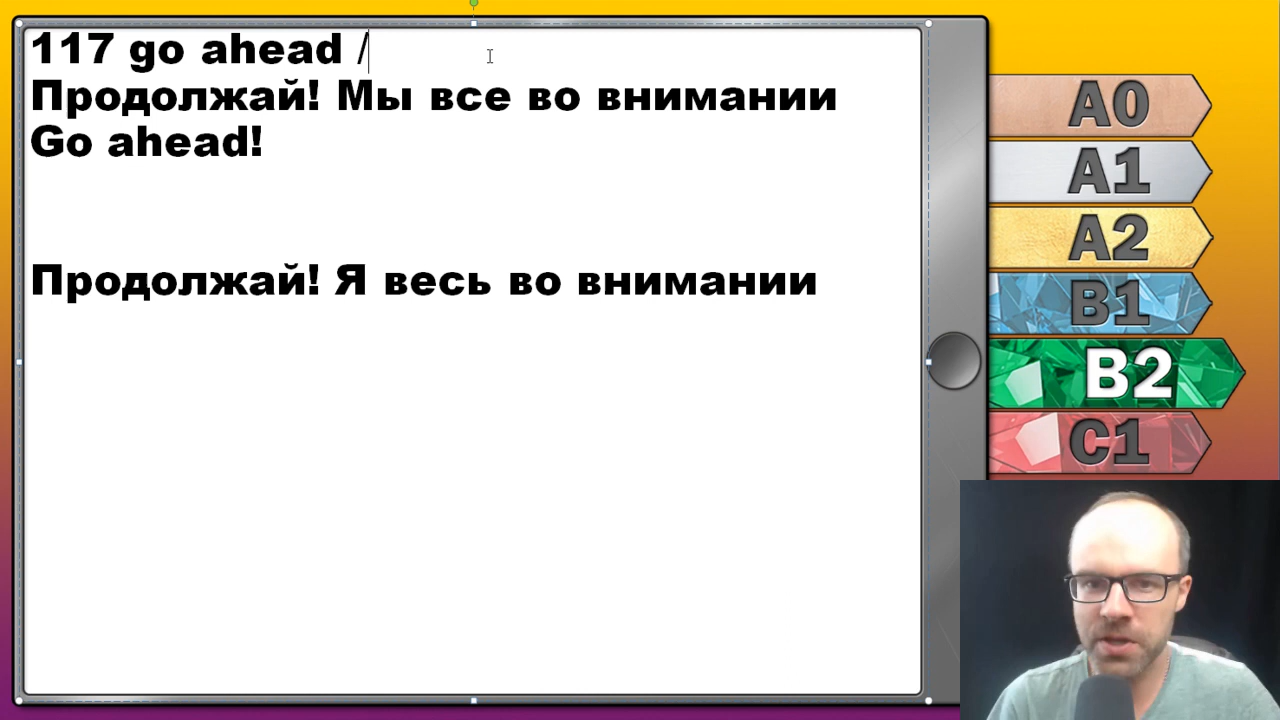 117 go ahead /
Продолжай! Мы все во внимании
Go ahead!
Продолжай! Я весь во внимании
A0
A1
A2
B1
B2
C1